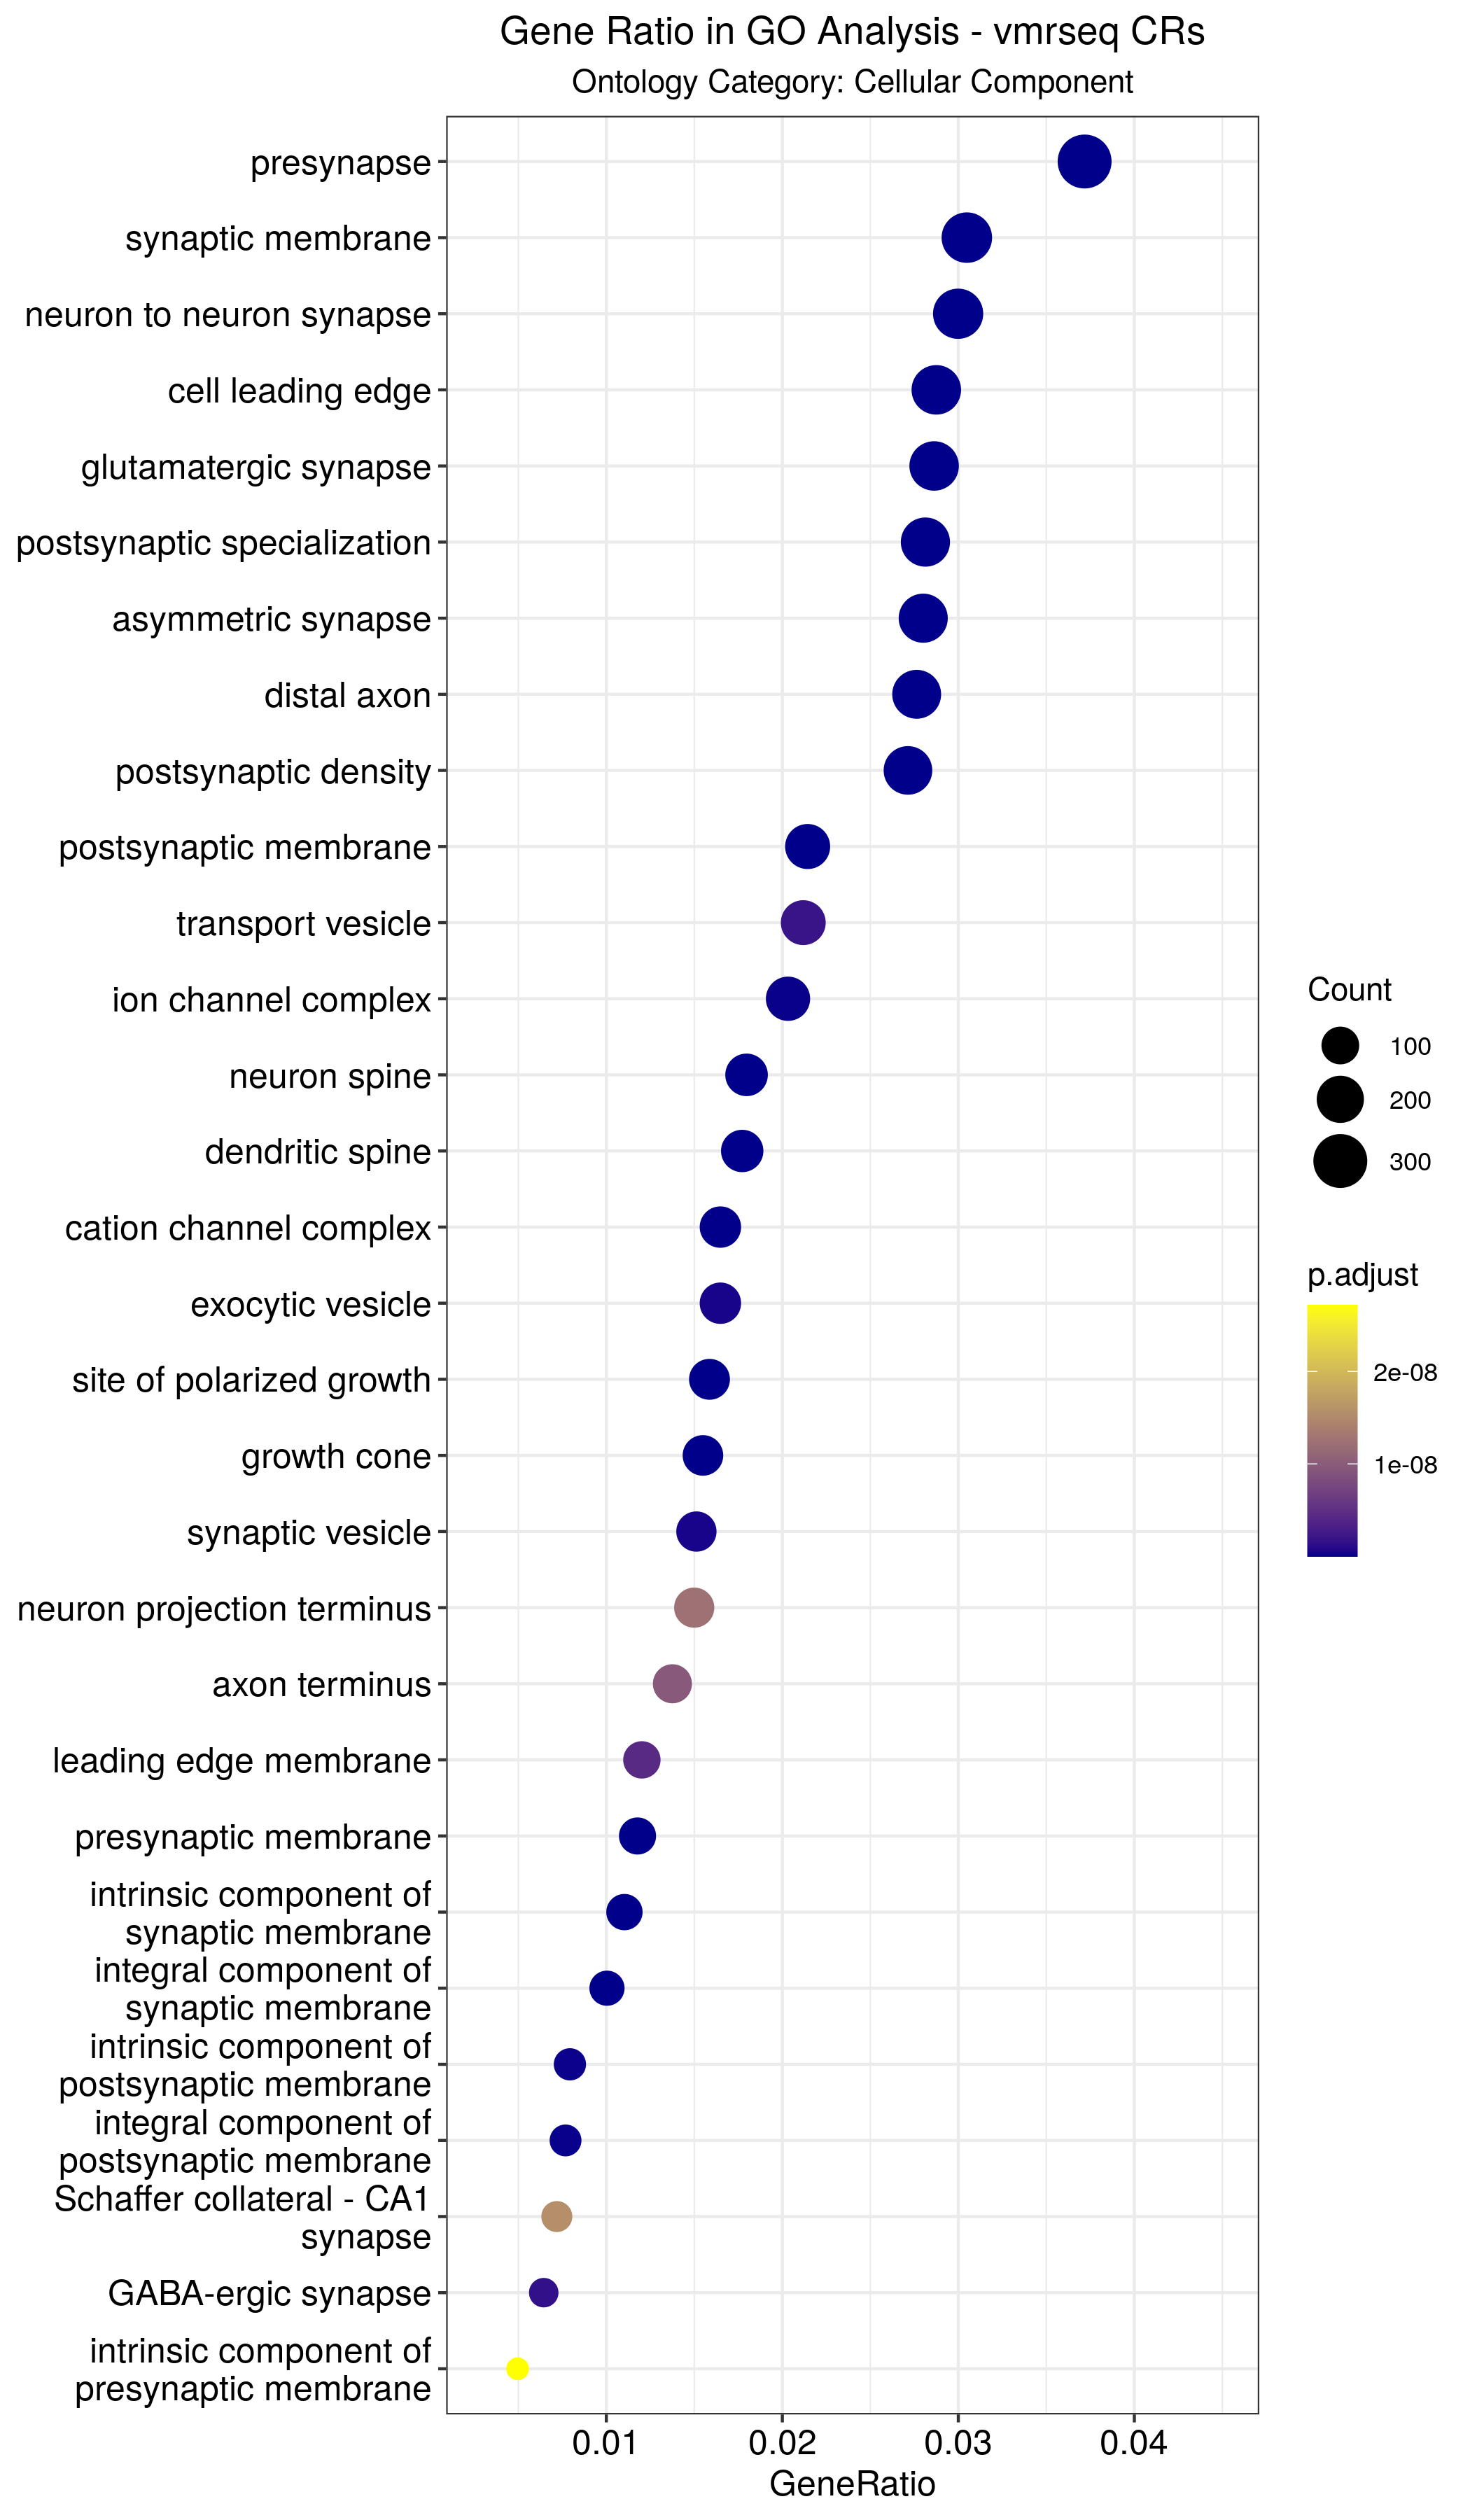 Gene Ratio in GO Analysis - vmrseq CRs
Ontology Category: Cellular Component
presynapse
synaptic membrane
neuron to neuron synapse
cell leading edge
glutamatergic synapse
postsynaptic specialization
asymmetric synapse
distal axon
postsynaptic density
postsynaptic membrane
transport vesicle
ion channel complex
neuron spine
dendritic spine
cation channel complex
exocytic vesicle
site of polarized growth
growth cone
synaptic vesicle
neuron projection terminus
axon terminus
leading edge membrane
presynaptic membrane
intrinsic component of
synaptic membrane
integral component of
synaptic membrane
intrinsic component of
postsynaptic membrane
integral component of
postsynaptic membrane
Schaffer collateral - CA1
synapse
GABA-ergic synapse
intrinsic component of
presynaptic membrane
0.01 0.02 0.03 0.04
GeneRatio
Count
100
200
300
p.adjust
2e-08
1e-08